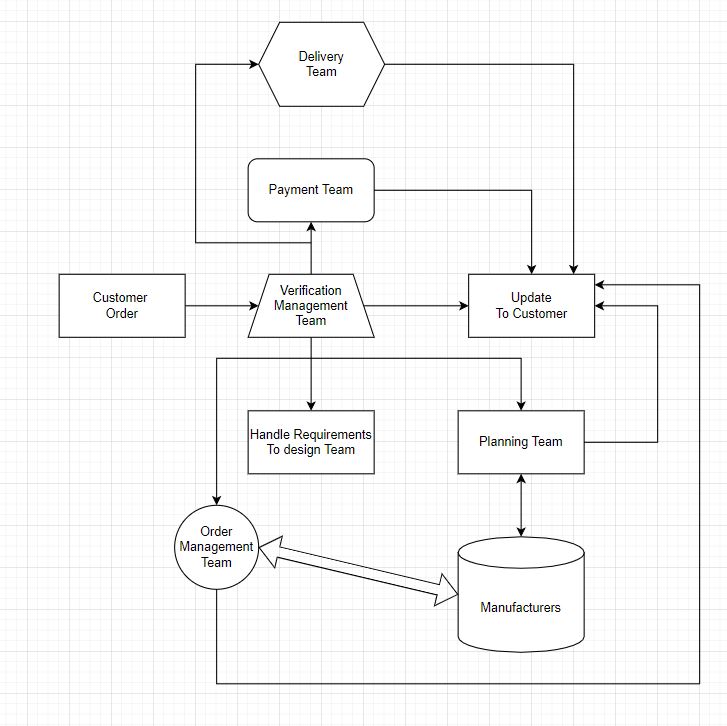 Delivery
Team
Payment Team
Customer
Order
Verification
Management
Team
Update
To Customer
Handle Requirements
To design Team
Planning Team
Order
Management
Team
Manufacturers